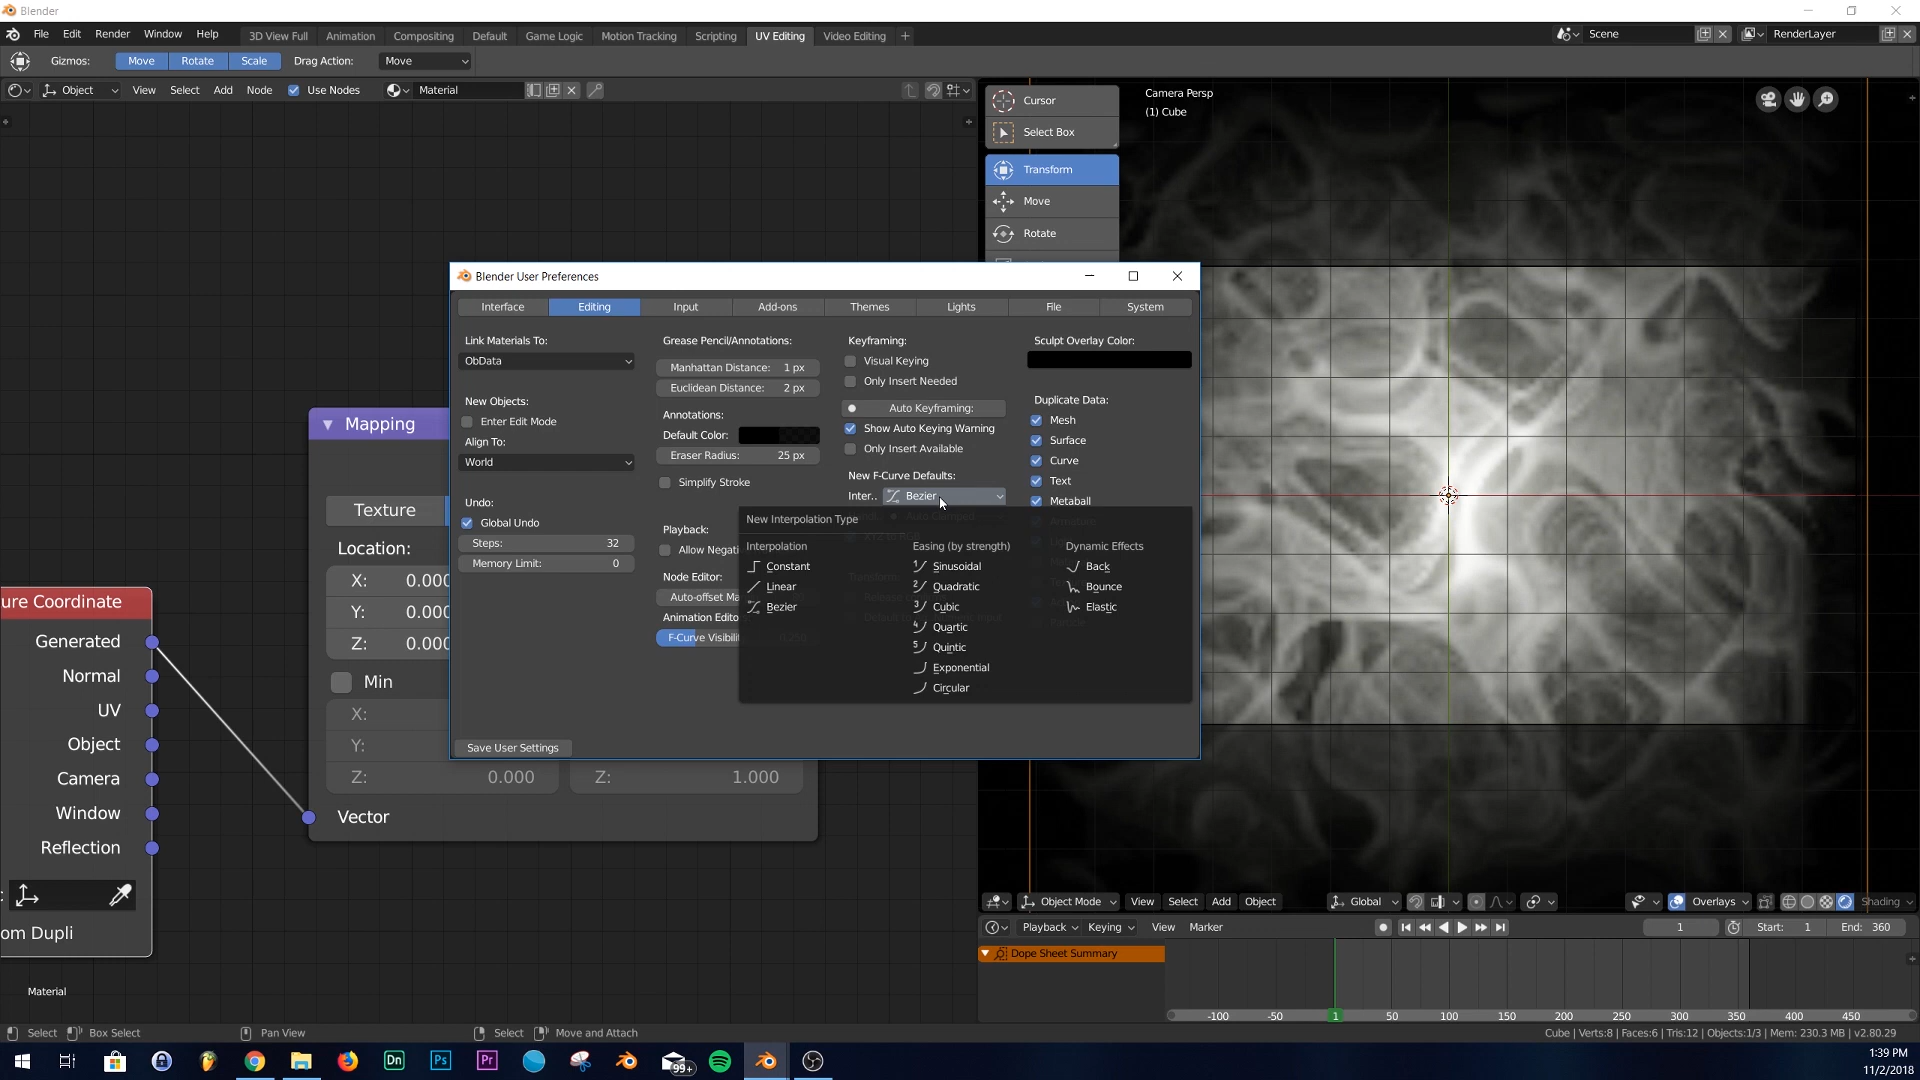 Blender
File Edit Render Window Help 3D View Full Animation Compositing Default Game Logic Motion Tracking Scripting UV Editing Video Editing + Scene RenderLayer
Gizmos: Move Rotate Scale Drag Action: Move
Object View Select Add Node Use Nodes Material
Camera Persp
(1) Cube
Cursor
Select Box
Transform
Move
Rotate
Blender User Preferences
Interface Editing Input Add-ons Themes Lights File System
Link Materials To:
ObData
New Objects:
Enter Edit Mode
Align To:
World
Undo:
Global Undo
Steps: 32
Memory Limit: 0
Grease Pencil/Annotations:
Manhattan Distance: 1 px
Euclidean Distance: 2 px
Annotations:
Default Color:
Eraser Radius: 25 px
Simplify Stroke
Playback:
Allow Negati
Node Editor:
Auto-offset Ma
Animation Edito
F-Curve Visibilit
Keyframing:
Visual Keying
Only Insert Needed
Auto Keyframing:
Show Auto Keying Warning
Only Insert Available
New F-Curve Defaults:
Inter.. Bezier
Sculpt Overlay Color:
Duplicate Data:
Mesh
Surface
Curve
Text
Metaball
New Interpolation Type
Interpolation
Constant
Linear
Bezier
Easing (by strength)
Sinusoidal
Quadratic
Cubic
Quartic
Quintic
Exponential
Circular
Dynamic Effects
Back
Bounce
Elastic
Save User Settings
Mapping
Texture
Location:
X: 0.000
Y: 0.000
Z: 0.000
Min
X:
Y:
Z: 0.000 Z: 1.000
Vector
ure Coordinate
Generated
Normal
UV
Object
Camera
Window
Reflection
om Dupli
Material
Object Mode View Select Add Object Global Overlays Shading
Playback Keying View Marker 1 Start: 1 End: 360
Dope Sheet Summary
-100 -50 1 50 100 150 200 250 300 350 400 450
Select Box Select Pan View Select Move and Attach Cube | Verts:8 | Faces:6 | Tris:12 | Objects:1/3 | Mem: 230.3 MB | v2.80.29
Dn Ps Pr 99+
1:39 PM
11/2/2018